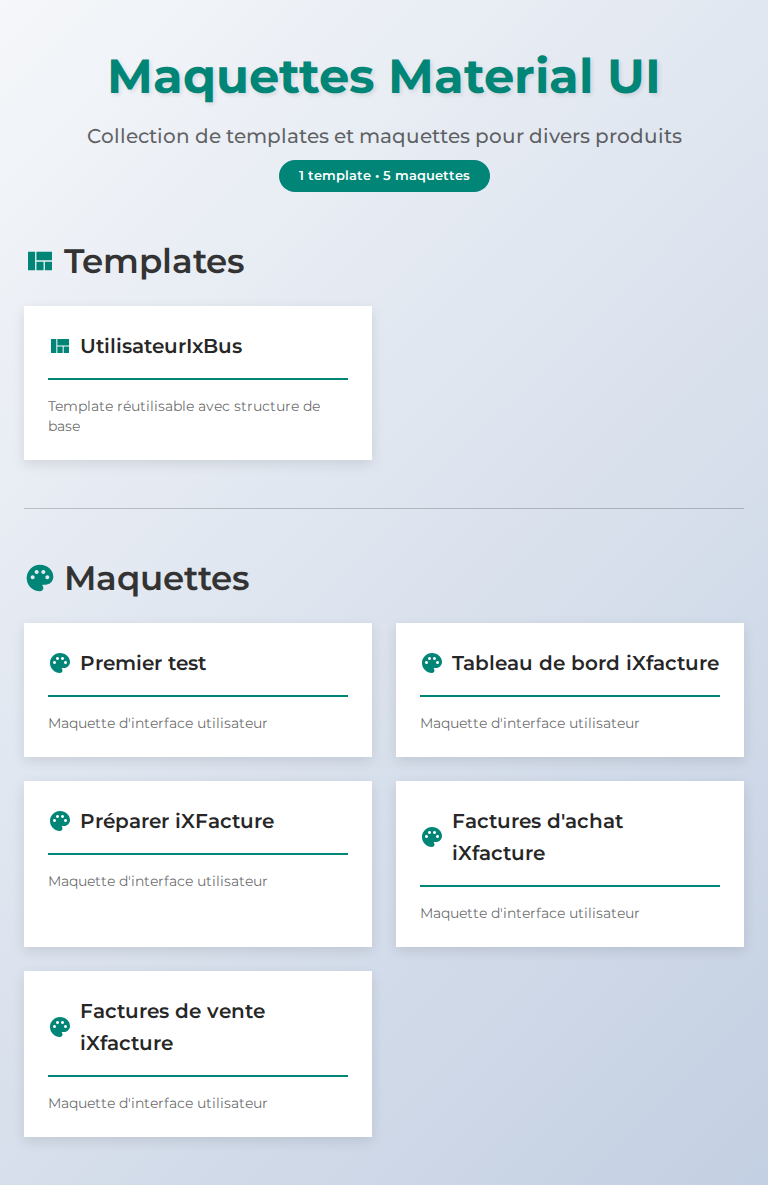 Maquettes Material UI
Collection de templates et maquettes pour divers produits
1 template • 5 maquettes
Templates
UtilisateurIxBus
Template réutilisable avec structure de
base
Maquettes
Premier test
Maquette d'interface utilisateur
Tableau de bord iXfacture
Maquette d'interface utilisateur
Préparer iXFacture
Maquette d'interface utilisateur
Factures d'achat
iXfacture
Maquette d'interface utilisateur
Factures de vente
iXfacture
Maquette d'interface utilisateur